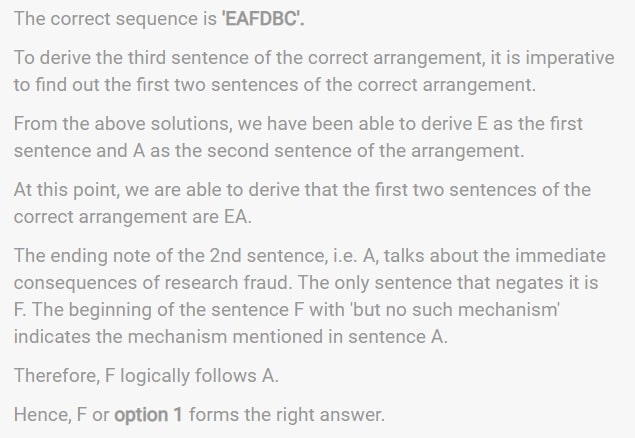 The correct sequence is 'EAFDBC'.
To derive the third sentence of the correct arrangement, it is imperative
to find out the first two sentences of the correct arrangement.
From the above solutions, we have been able to derive E as the first
sentence and A as the second sentence of the arrangement.
At this point, we are able to derive that the first two sentences of the
correct arrangement are EA.
The ending note of the 2nd sentence, i.e. A, talks about the immediate
consequences of research fraud. The only sentence that negates it is
F. The beginning of the sentence F with 'but no such mechanism'
indicates the mechanism mentioned in sentence A.
Therefore, F logically follows A.
Hence, F or option 1 forms the right answer.